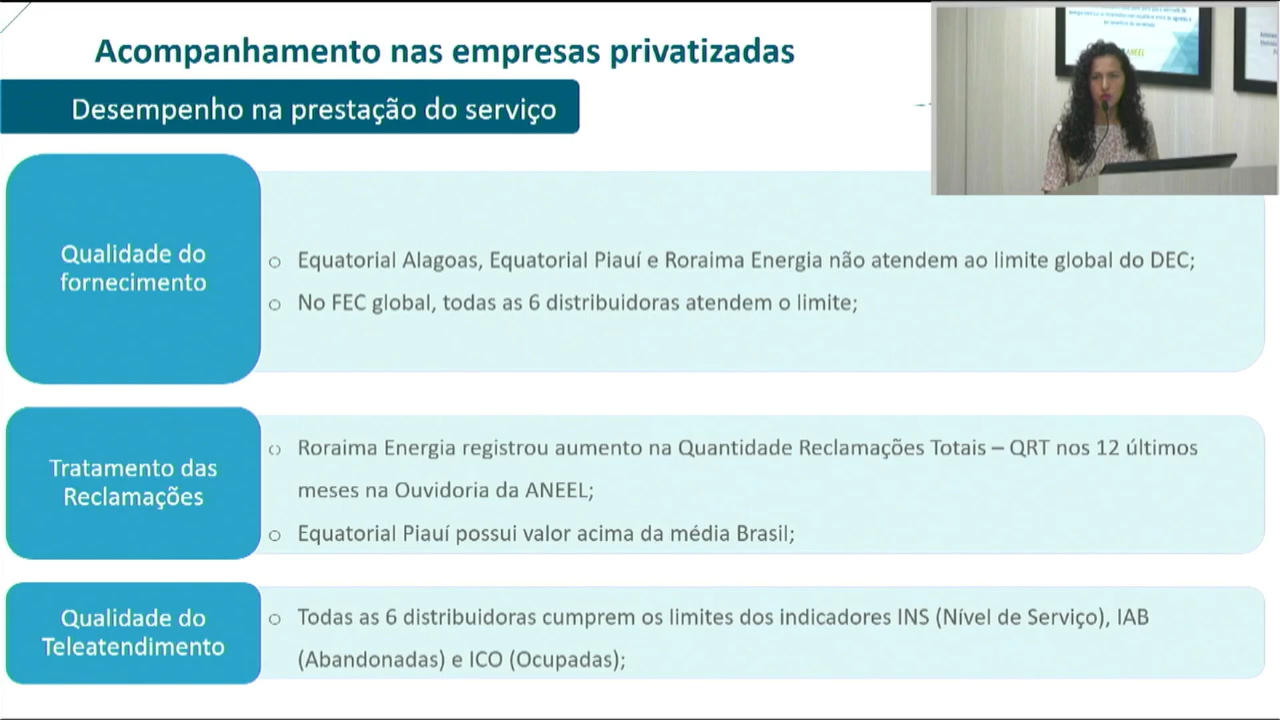 Acompanhamento nas empresas privatizadas
Desempenho na prestação do serviço
ANEEL
Qualidade do
fornecimento
o Equatorial Alagoas, Equatorial Piauí e Roraima Energia não atendem ao limite global do DEC;
o No FEC global, todas as 6 distribuidoras atendem o limite;
Tratamento das
Reclamações
o Roraima Energia registrou aumento na Quantidade Reclamações Totais – QRT nos 12 últimos
meses na Ouvidoria da ANEEL;
o Equatorial Piauí possui valor acima da média Brasil;
Qualidade do
Teleatendimento
o Todas as 6 distribuidoras cumprem os limites dos indicadores INS (Nível de Serviço), IAB
(Abandonadas) e ICO (Ocupadas);